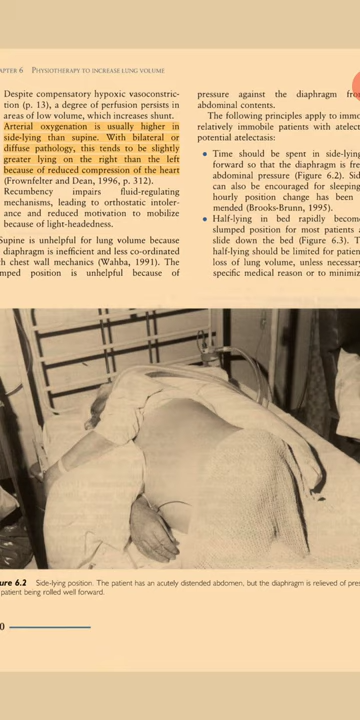 APTER 6 PHYSIOTHERAPY TO INCREASE LUNG VOLUME
Despite compensatory hypoxic vasoconstric-
tion (p. 13), a degree of perfusion persists in
areas of low volume, which increases shunt.
Arterial oxygenation is usually higher in
side-lying than supine. With bilateral or
diffuse pathology, this tends to be slightly
greater lying on the right than the left
because of reduced compression of the heart
(Frownfelter and Dean, 1996, p. 312).
Recumbency impairs fluid-regulating
mechanisms, leading to orthostatic intoler-
ance and reduced motivation to mobilize
because of light-headedness.
Supine is unhelpful for lung volume because
diaphragm is inefficient and less co-ordinated
h chest wall mechanics (Wahba, 1991). The
mped position is unhelpful because of
pressure against the diaphragm from
abdominal contents.
The following principles apply to immo
relatively immobile patients with atelecta
potential atelectasis:
• Time should be spent in side-lying
forward so that the diaphragm is fre
abdominal pressure (Figure 6.2). Sid
can also be encouraged for sleeping
hourly position change has been
mended (Brooks-Brunn, 1995).
• Half-lying in bed rapidly becom
slumped position for most patients a
slide down the bed (Figure 6.3). T
half-lying should be limited for patien
loss of lung volume, unless necessary
specific medical reason or to minimiz
ure 6.2 Side-lying position. The patient has an acutely distended abdomen, but the diaphragm is relieved of pres
patient being rolled well forward.
0